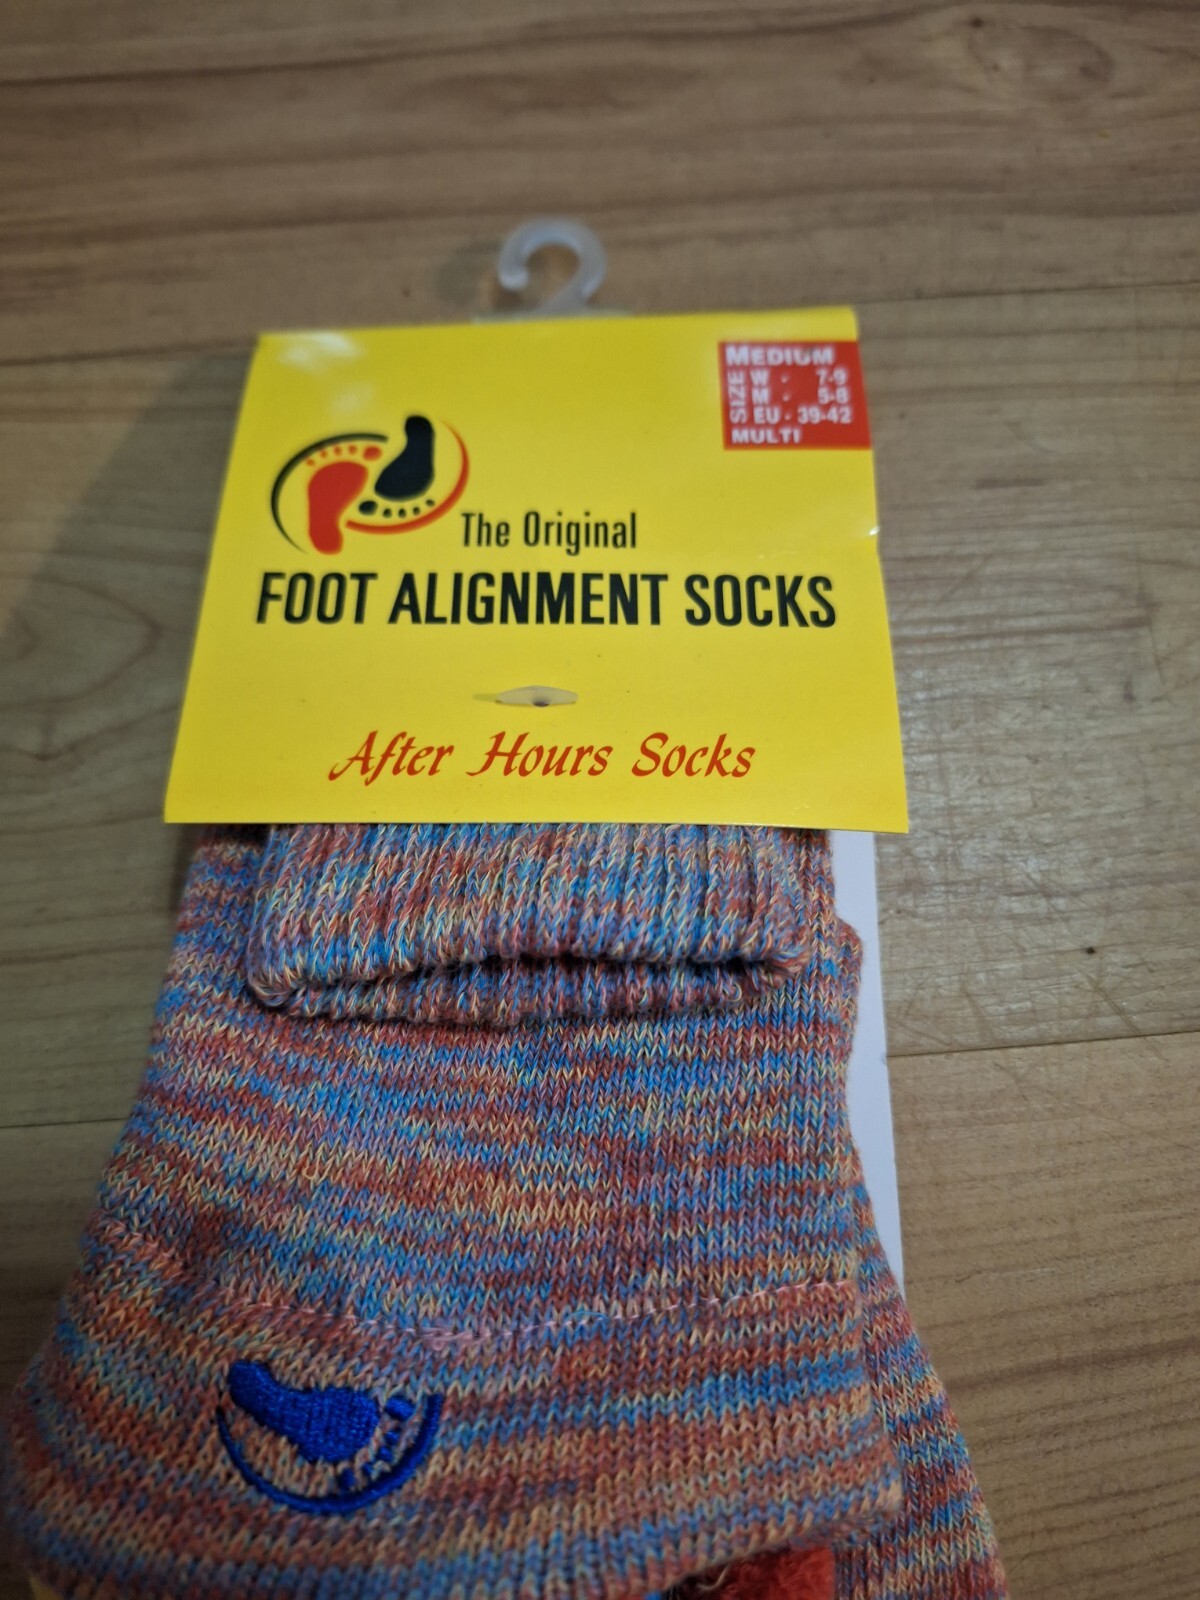 MEDIUM
SIZE
W - 7-9
M - 5-8
EU - 39-42
MULTI
The Original
FOOT ALIGNMENT SOCKS
After Hours Socks